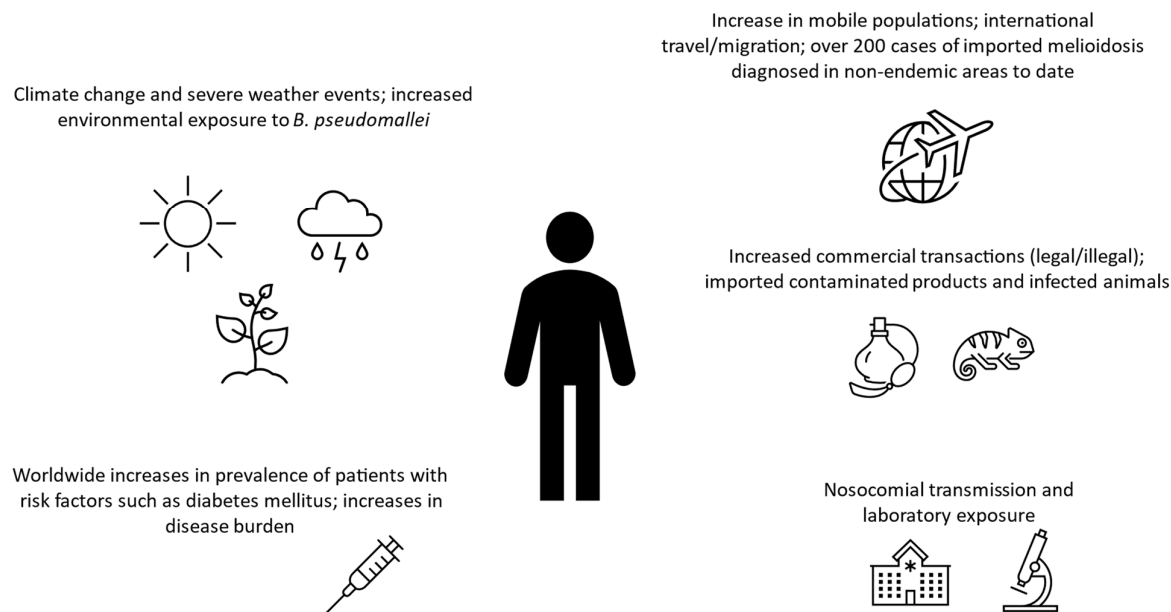 Increase in mobile populations; international
travel/migration; over 200 cases of imported melioidosis
diagnosed in non-endemic areas to date
Climate change and severe weather events; increased
environmental exposure to B. pseudomallei
Increased commercial transactions (legal/illegal);
imported contaminated products and infected animals
Worldwide increases in prevalence of patients with
risk factors such as diabetes mellitus; increases in
disease burden
Nosocomial transmission and
laboratory exposure